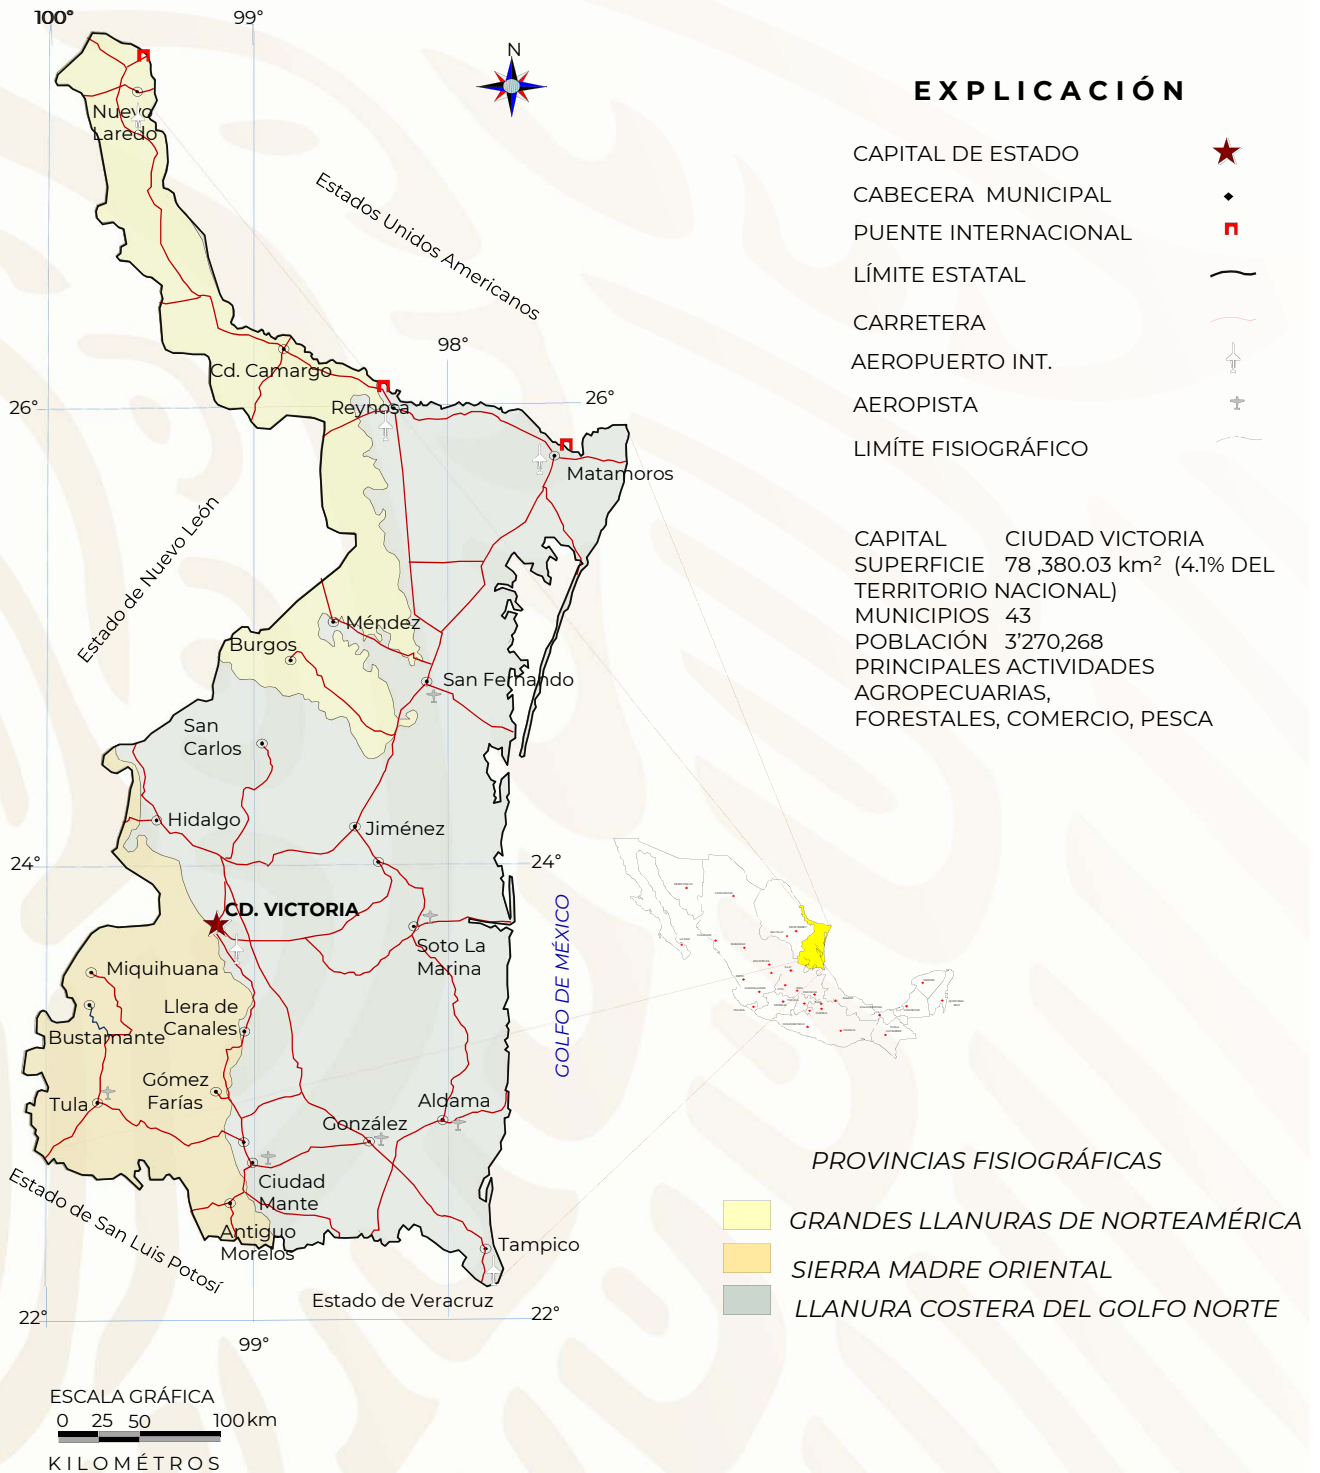 100°
99°
N
Nuevo
Laredo
Estados Unidos Americanos
98°
Cd. Camargo
26°
Reynosa
26°
Matamoros
Estado de Nuevo León
Méndez
Burgos
San Fernando
San
Carlos
Hidalgo
Jiménez
24°
24°
CD. VICTORIA
Soto La
Marina
GOLFO DE MÉXICO
Miquihuana
Llera de
Canales
Bustamante
Gómez
Farías
Tula
Aldama
González
Ciudad
Mante
Estado de San Luis Potosí
Antiguo
Morelos
Tampico
Estado de Veracruz
22°
22°
99°
ESCALA GRÁFICA
0 25 50 100 km
KILOMÉTROS
EXPLICACIÓN
CAPITAL DE ESTADO
CABECERA MUNICIPAL
PUENTE INTERNACIONAL
LÍMITE ESTATAL
CARRETERA
AEROPUERTO INT.
AEROPISTA
LIMÍTE FISIOGRÁFICO
CAPITAL CIUDAD VICTORIA
SUPERFICIE 78 ,380.03 km² (4.1% DEL
TERRITORIO NACIONAL)
MUNICIPIOS 43
POBLACIÓN 3'270,268
PRINCIPALES ACTIVIDADES
AGROPECUARIAS,
FORESTALES, COMERCIO, PESCA
PROVINCIAS FISIOGRÁFICAS
GRANDES LLANURAS DE NORTEAMÉRICA
SIERRA MADRE ORIENTAL
LLANURA COSTERA DEL GOLFO NORTE